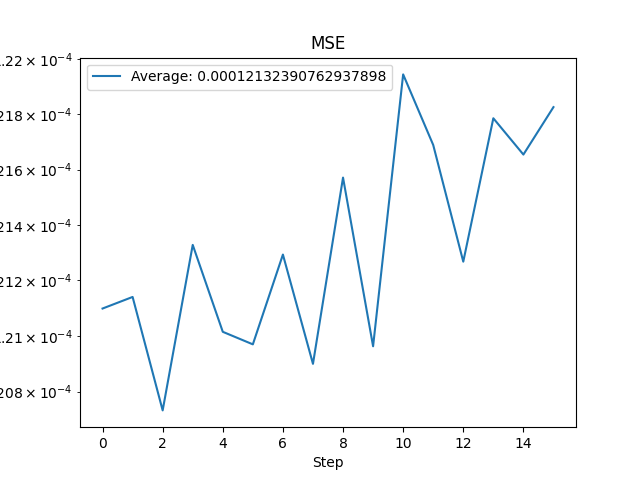 MSE
Average: 0.00012132390762937898
.22 × 10⁻⁴
218 × 10⁻⁴
216 × 10⁻⁴
214 × 10⁻⁴
212 × 10⁻⁴
.21 × 10⁻⁴
208 × 10⁻⁴
0 2 4 6 8 10 12 14
Step